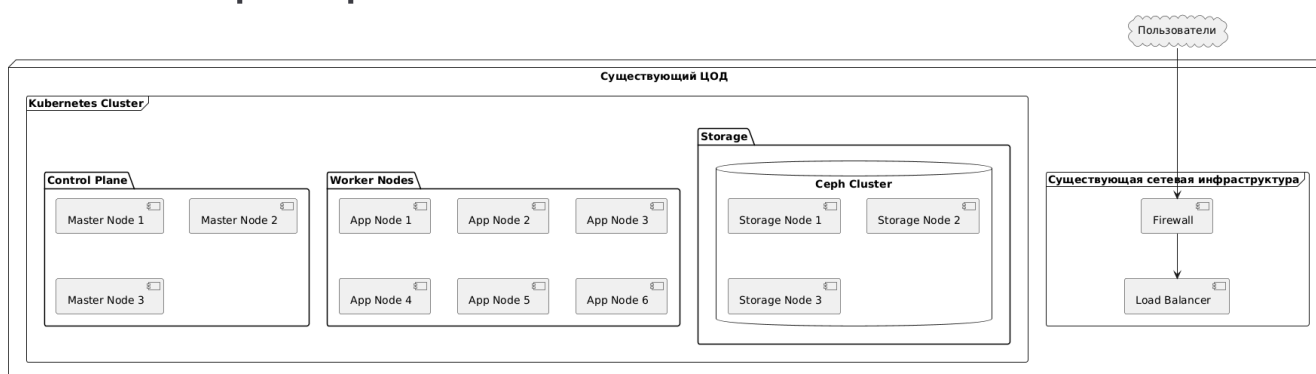 Пользователи
Существующий ЦОД
Kubernetes Cluster
Storage
Control Plane
Worker Nodes
Ceph Cluster
Существующая сетевая инфраструктура
Master Node 1
Master Node 2
App Node 1
App Node 2
App Node 3
Storage Node 1
Storage Node 2
Firewall
Master Node 3
App Node 4
App Node 5
App Node 6
Storage Node 3
Load Balancer